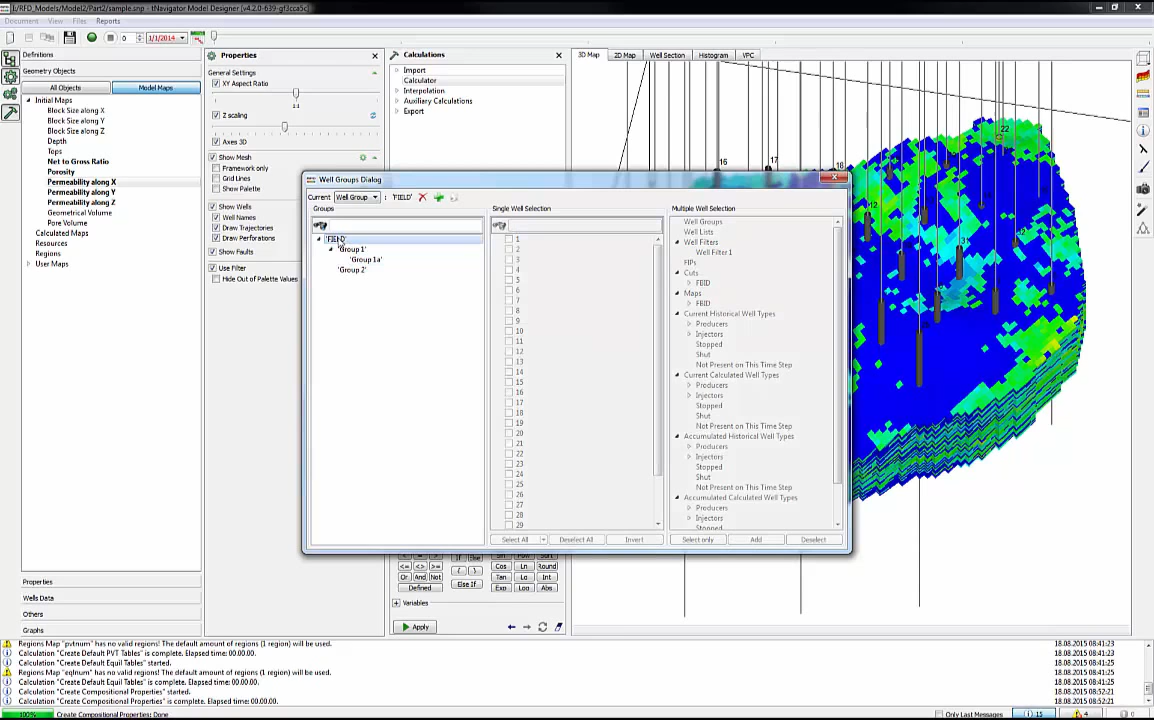 :/RFD_Models/Model2/Part2/sample.snp - tNavigator Model Designer [v4.2.0-639-gf3cca5c]
Document View Files Reports
0 1/1/2014
Definitions
Geometry Objects
All Objects Model Maps
Initial Maps
Block Size along X
Block Size along Y
Block Size along Z
Depth
Tops
Net to Gross Ratio
Porosity
Permeability along X
Permeability along Y
Permeability along Z
Geometrical Volume
Pore Volume
Calculated Maps
Resources
Regions
User Maps
Properties
Wells Data
Others
Graphs
Properties
General Settings
XY Aspect Ratio
1:1
Z scaling
Axes 3D
Show Mesh
Framework only
Grid Lines
Show Palette
Show Wells
Well Names
Draw Trajectories
Draw Perforations
Show Faults
Use Filter
Hide Out of Palette Values
Calculations
Import
Calculator
Interpolation
Auxiliary Calculations
Export
3D Map 2D Map Well Section Histogram VPC
22
16 17 18
12
Well Groups Dialog
Current Well Group : 'FIELD'
Groups
'FIELD'
'Group 1'
'Group 1a'
'Group 2'
Single Well Selection
1
2
3
4
5
6
7
8
9
10
11
12
13
14
15
16
17
18
19
20
21
22
23
24
25
26
27
28
29
Select All Deselect All Invert
Multiple Well Selection
Well Groups
Well Lists
Well Filters
Well Filter 1
FIPs
Cuts
FBID
Maps
FBID
Current Historical Well Types
Producers
Injectors
Stopped
Shut
Not Present on This Time Step
Current Calculated Well Types
Producers
Injectors
Stopped
Shut
Not Present on This Time Step
Accumulated Historical Well Types
Producers
Injectors
Stopped
Shut
Not Present on This Time Step
Accumulated Calculated Well Types
Producers
Injectors
Stopped
Select only Add Deselect
<= <> >=
Or And Not
Defined
If Else
{ }
Else If
Cos Ln Round
Tan Lg Int
Exp Log Abs
Variables
Apply
Regions Map "pvtnum" has no valid regions! The default amount of regions (1 region) will be used. 18.08.2015 08:41:23
Calculation "Create Default PVT Tables" is complete. Elapsed time: 00.00.00. 18.08.2015 08:41:23
Calculation "Create Default Equil Tables" started. 18.08.2015 08:41:25
Regions Map "eqlnum" has no valid regions! The default amount of regions (1 region) will be used. 18.08.2015 08:41:25
Calculation "Create Default Equil Tables" is complete. Elapsed time: 00.00.00. 18.08.2015 08:41:25
Calculation "Create Compositional Properties" started. 18.08.2015 08:52:21
Calculation "Create Compositional Properties" is complete. Elapsed time: 00.00.00. 18.08.2015 08:52:21
100% Create Compositional Properties: Done Only Last Messages 15 4 0